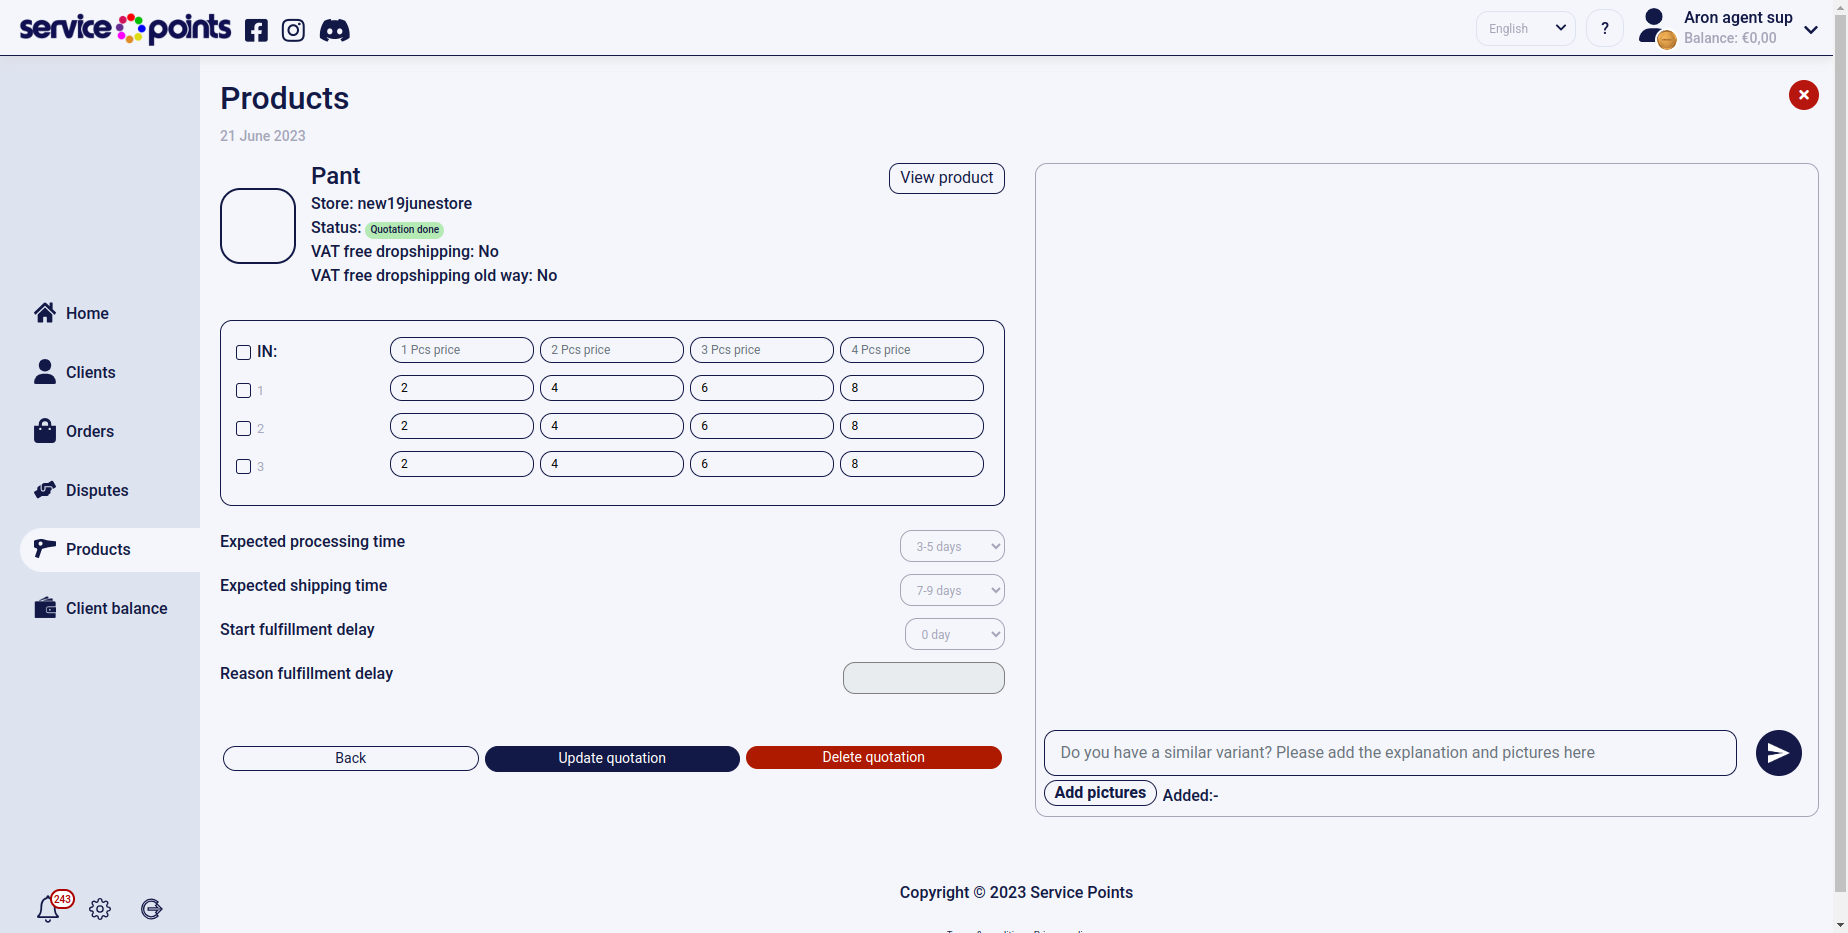 service points
English
?
Aron agent sup
Balance: €0,00
Products
21 June 2023
Pant
View product
Store: new19junestore
Status: Quotation done
VAT free dropshipping: No
VAT free dropshipping old way: No
Home
Clients
Orders
Disputes
Products
Client balance
IN: 1 Pcs price 2 Pcs price 3 Pcs price 4 Pcs price
1 2 4 6 8
2 2 4 6 8
3 2 4 6 8
Expected processing time 3-5 days
Expected shipping time 7-9 days
Start fulfillment delay 0 day
Reason fulfillment delay
Back Update quotation Delete quotation
Do you have a similar variant? Please add the explanation and pictures here
Add pictures Added:-
243
Copyright © 2023 Service Points